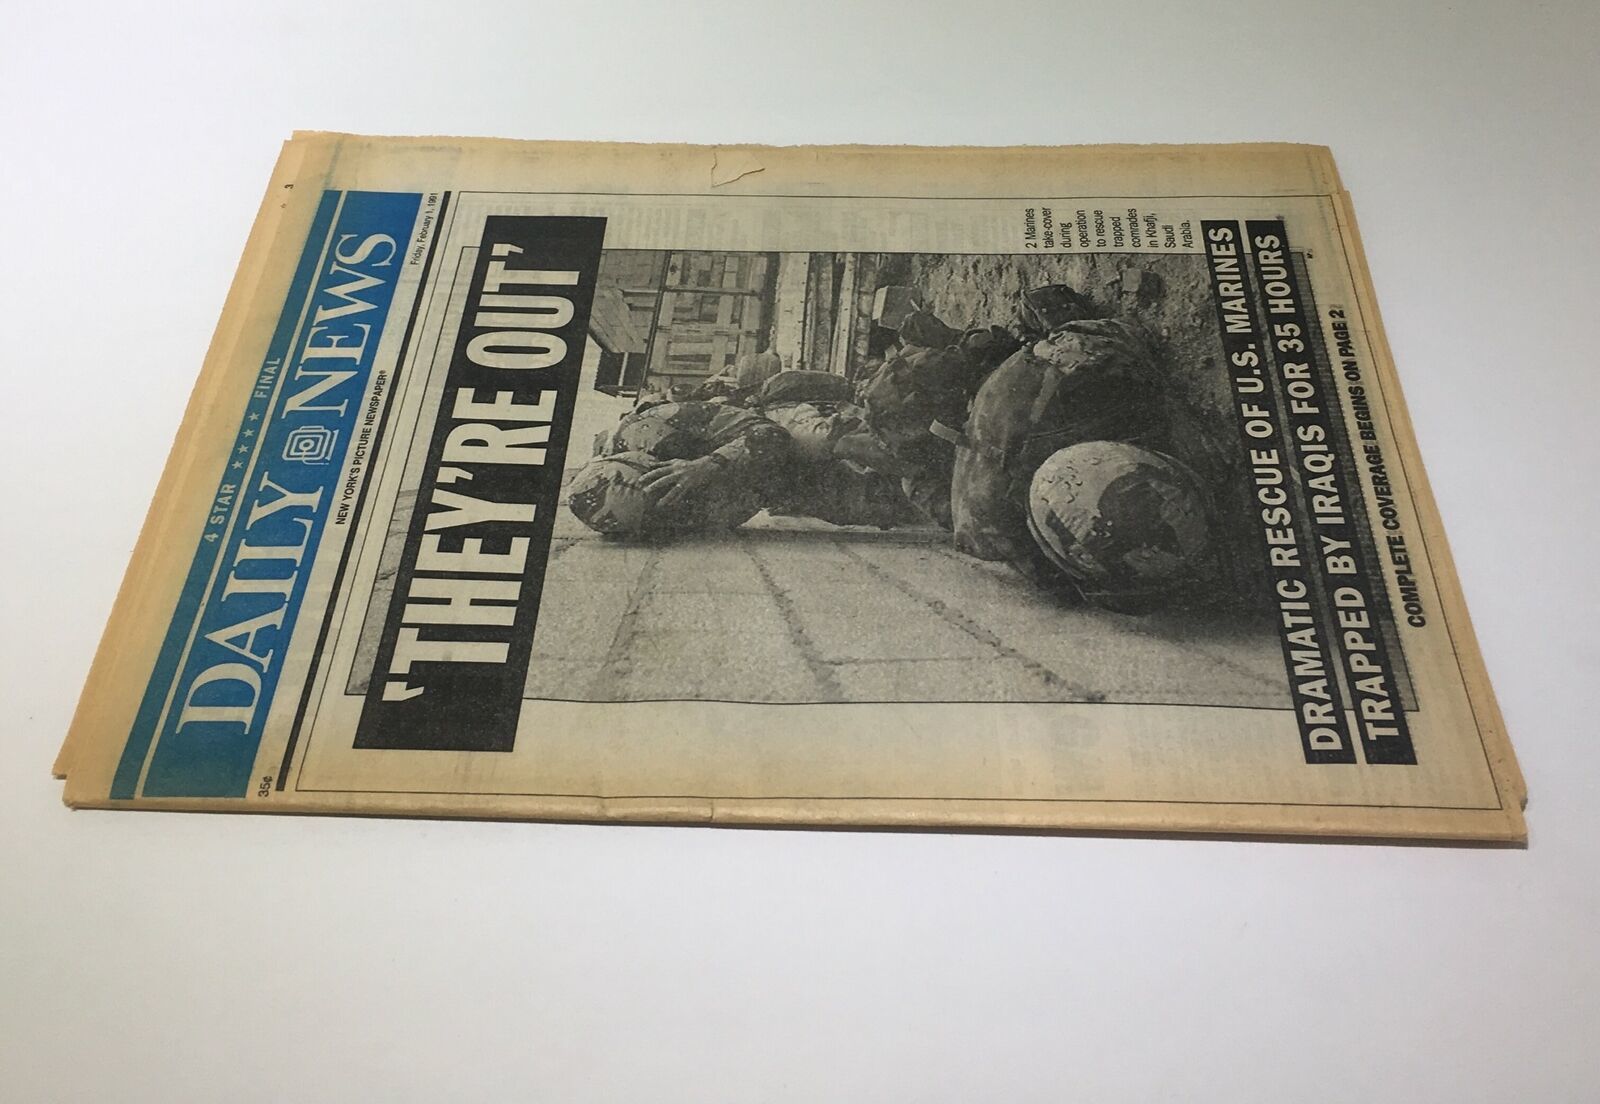 3
4 STAR ★★★★ FINAL
DAILY NEWS
35¢
NEW YORK'S PICTURE NEWSPAPER®
Friday, February 1, 1991
'THEY'RE OUT'
2 Marines
take cover
during
operation
to rescue
trapped
comrades
in Khafji,
Saudi
Arabia.
DRAMATIC RESCUE OF U.S. MARINES
TRAPPED BY IRAQIS FOR 35 HOURS
COMPLETE COVERAGE BEGINS ON PAGE 2